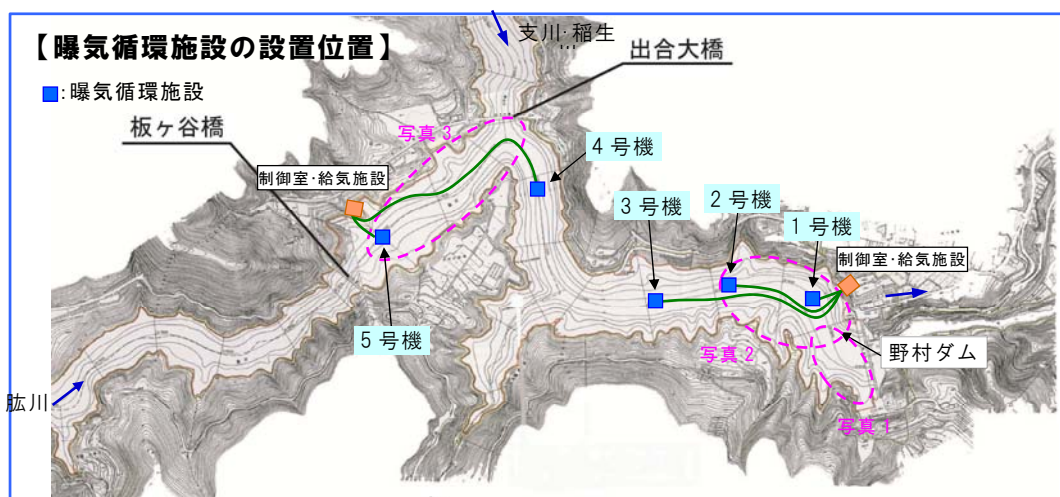 【曝気循環施設の設置位置】
■:曝気循環施設
支川·稲生
出合大橋
板ヶ谷橋
写真3
制御室·給気施設
4号機
3号機
2号機
1号機
制御室·給気施設
5号機
写真2
野村ダム
肱川
写真1